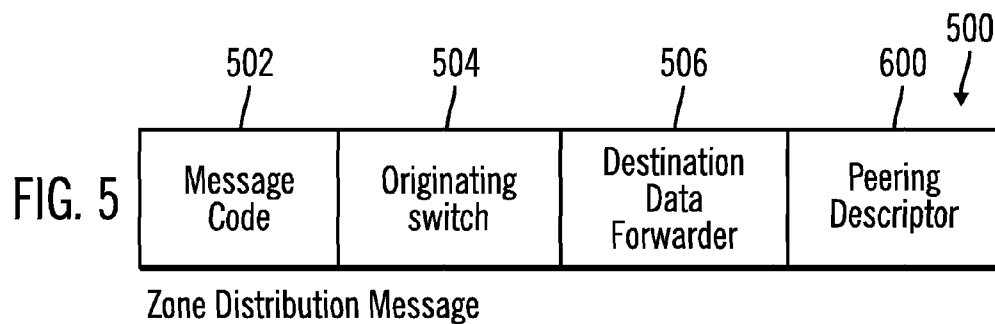 500
502 504 506 600
FIG. 5
Message
Code
Originating
switch
Destination
Data
Forwarder
Peering
Descriptor
Zone Distribution Message